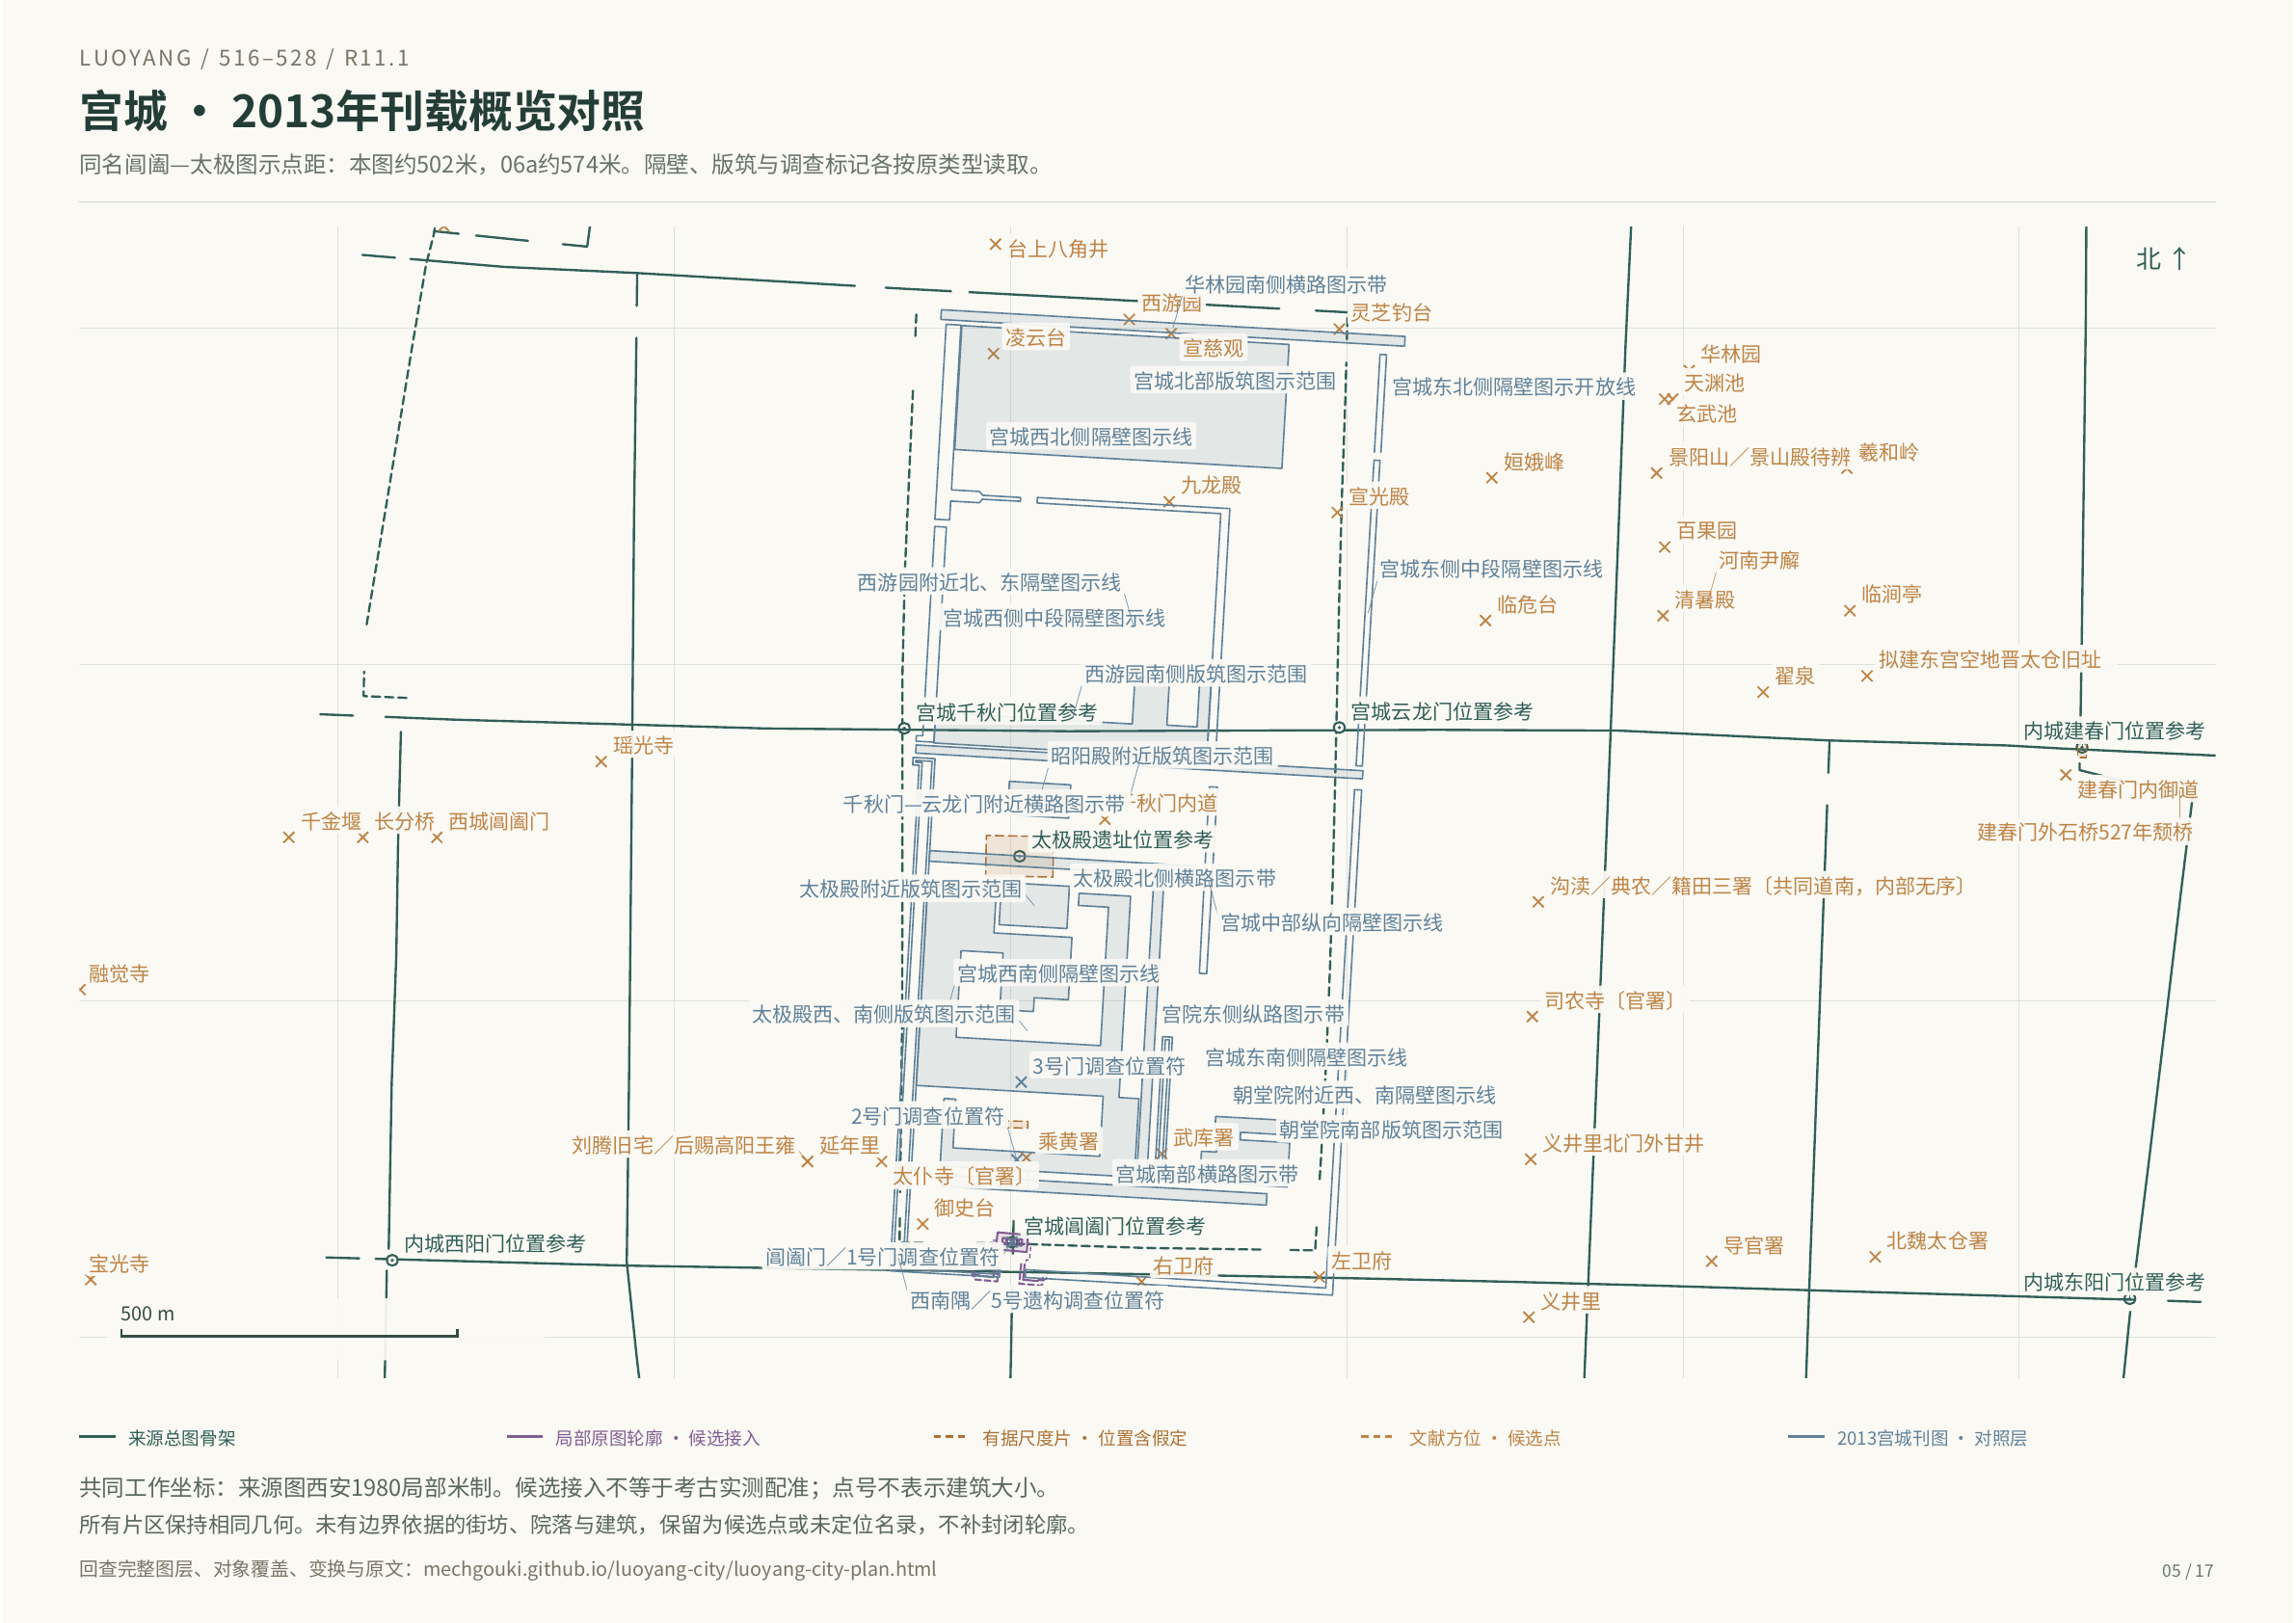 LUOYANG / 516–528 / R11.1
宫城 · 2013年刊载概览对照
同名阊阖—太极图示点距：本图约502米，06a约574米。隔壁、版筑与调查标记各按原类型读取。
台上八角井
北 ↑
华林园南侧横路图示带
西游园
灵芝钓台
凌云台
宣慈观
华林园
宫城北部版筑图示范围
宫城东北侧隔壁图示开放线
天渊池
玄武池
宫城西北侧隔壁图示线
姮娥峰
景阳山／景山殿待辨
羲和岭
九龙殿
宣光殿
百果园
河南尹廨
西游园附近北、东隔壁图示线
宫城东侧中段隔壁图示线
宫城西侧中段隔壁图示线
临危台
清暑殿
临涧亭
西游园南侧版筑图示范围
翟泉
拟建东宫空地晋太仓旧址
宫城千秋门位置参考
宫城云龙门位置参考
内城建春门位置参考
瑶光寺
昭阳殿附近版筑图示范围
建春门内御道
千秋门—云龙门附近横路图示带
秋门内道
千金堰
长分桥
西城阊阖门
太极殿遗址位置参考
建春门外石桥527年颓桥
太极殿附近版筑图示范围
太极殿北侧横路图示带
沟渎／典农／籍田三署〔共同道南，内部无序〕
宫城中部纵向隔壁图示线
融觉寺
宫城西南侧隔壁图示线
司农寺〔官署〕
太极殿西、南侧版筑图示范围
宫院东侧纵路图示带
3号门调查位置符
宫城东南侧隔壁图示线
朝堂院附近西、南隔壁图示线
2号门调查位置符
朝堂院南部版筑图示范围
刘腾旧宅／后赐高阳王雍
延年里
乘黄署
武库署
义井里北门外甘井
太仆寺〔官署〕
宫城南部横路图示带
御史台
宫城阊阖门位置参考
内城西阳门位置参考
阊阖门／1号门调查位置符
右卫府
左卫府
导官署
北魏太仓署
宝光寺
内城东阳门位置参考
西南隅／5号遗构调查位置符
义井里
500 m
来源总图骨架
局部原图轮廓 · 候选接入
有据尺度片 · 位置含假定
文献方位 · 候选点
2013宫城刊图 · 对照层
共同工作坐标：来源图西安1980局部米制。候选接入不等于考古实测配准；点号不表示建筑大小。
所有片区保持相同几何。未有边界依据的街坊、院落与建筑，保留为候选点或未定位名录，不补封闭轮廓。
回查完整图层、对象覆盖、变换与原文：mechgouki.github.io/luoyang-city/luoyang-city-plan.html
05 / 17